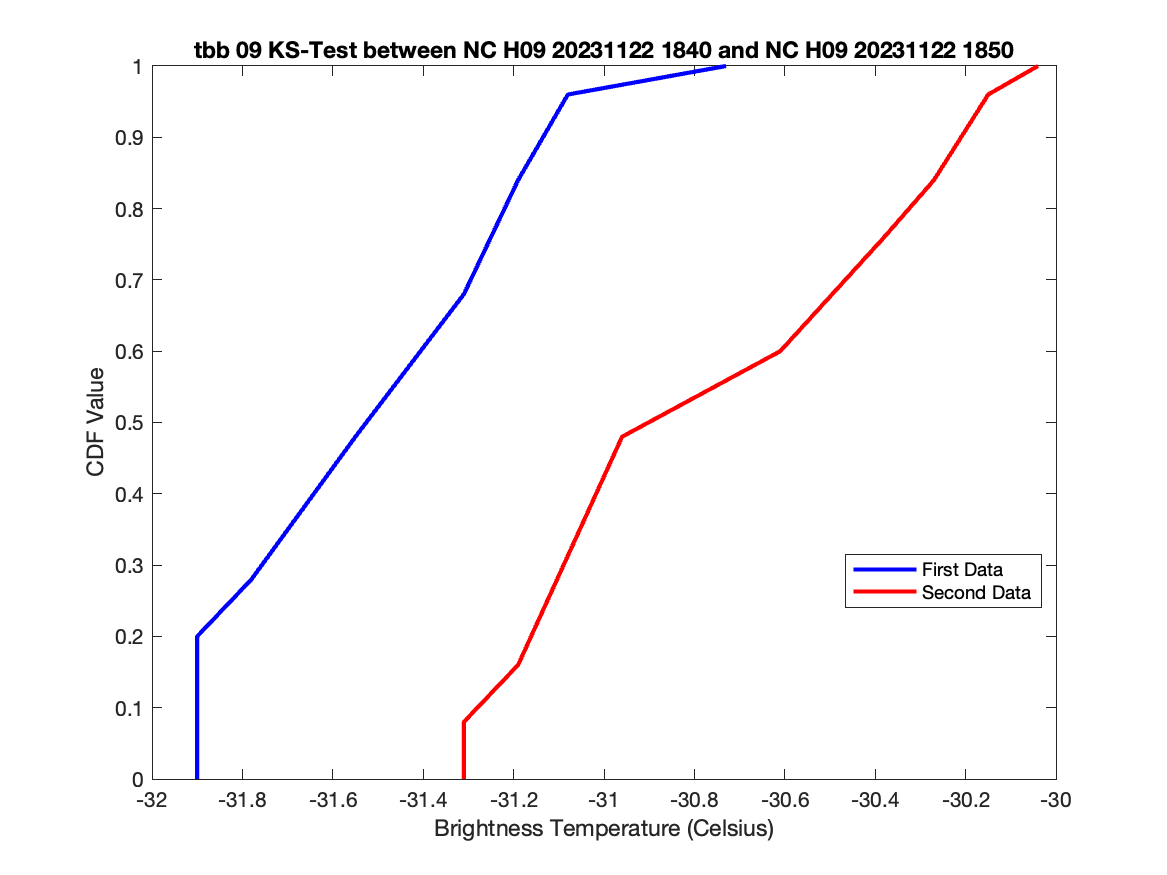 tbb 09 KS-Test between NC H09 20231122 1840 and NC H09 20231122 1850
1
0.9
0.8
0.7
0.6
0.5
0.4
0.3
0.2
0.1
0
CDF Value
First Data
Second Data
-32 -31.8 -31.6 -31.4 -31.2 -31 -30.8 -30.6 -30.4 -30.2 -30
Brightness Temperature (Celsius)